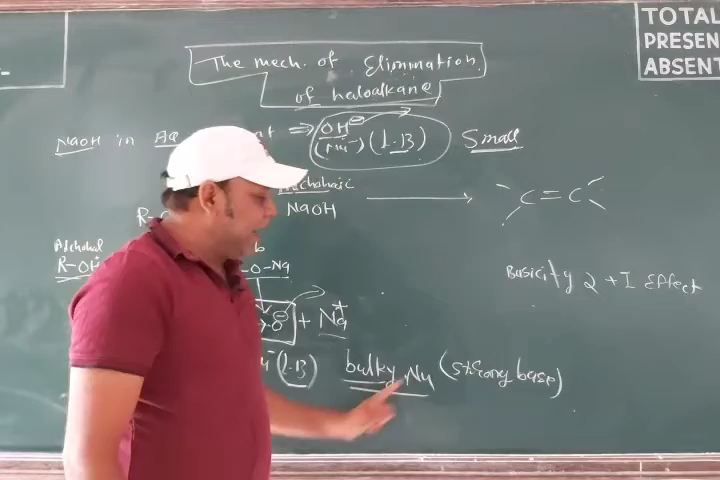 TOTAL
PRESEN
ABSENT
The mech. of Elimination
of haloalkane
NaOH in
OH⊖
(Nu⁻) (L.B) Small
NaOH
C=C
R-O
Alchohal
R-OH
-O-Na
Basicity α +I Effect
O⊖ + Na⁺
(L.B) bulky Nu (strong base)